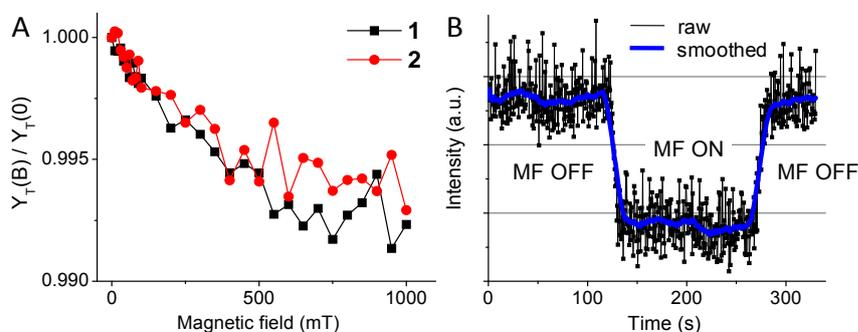 A
1.000
0.995
0.990
Y_T(B) / Y_T(0)
0
500
1000
Magnetic field (mT)
1
2
B
raw
smoothed
MF OFF
MF ON
MF OFF
Intensity (a.u.)
0
100
200
300
Time (s)